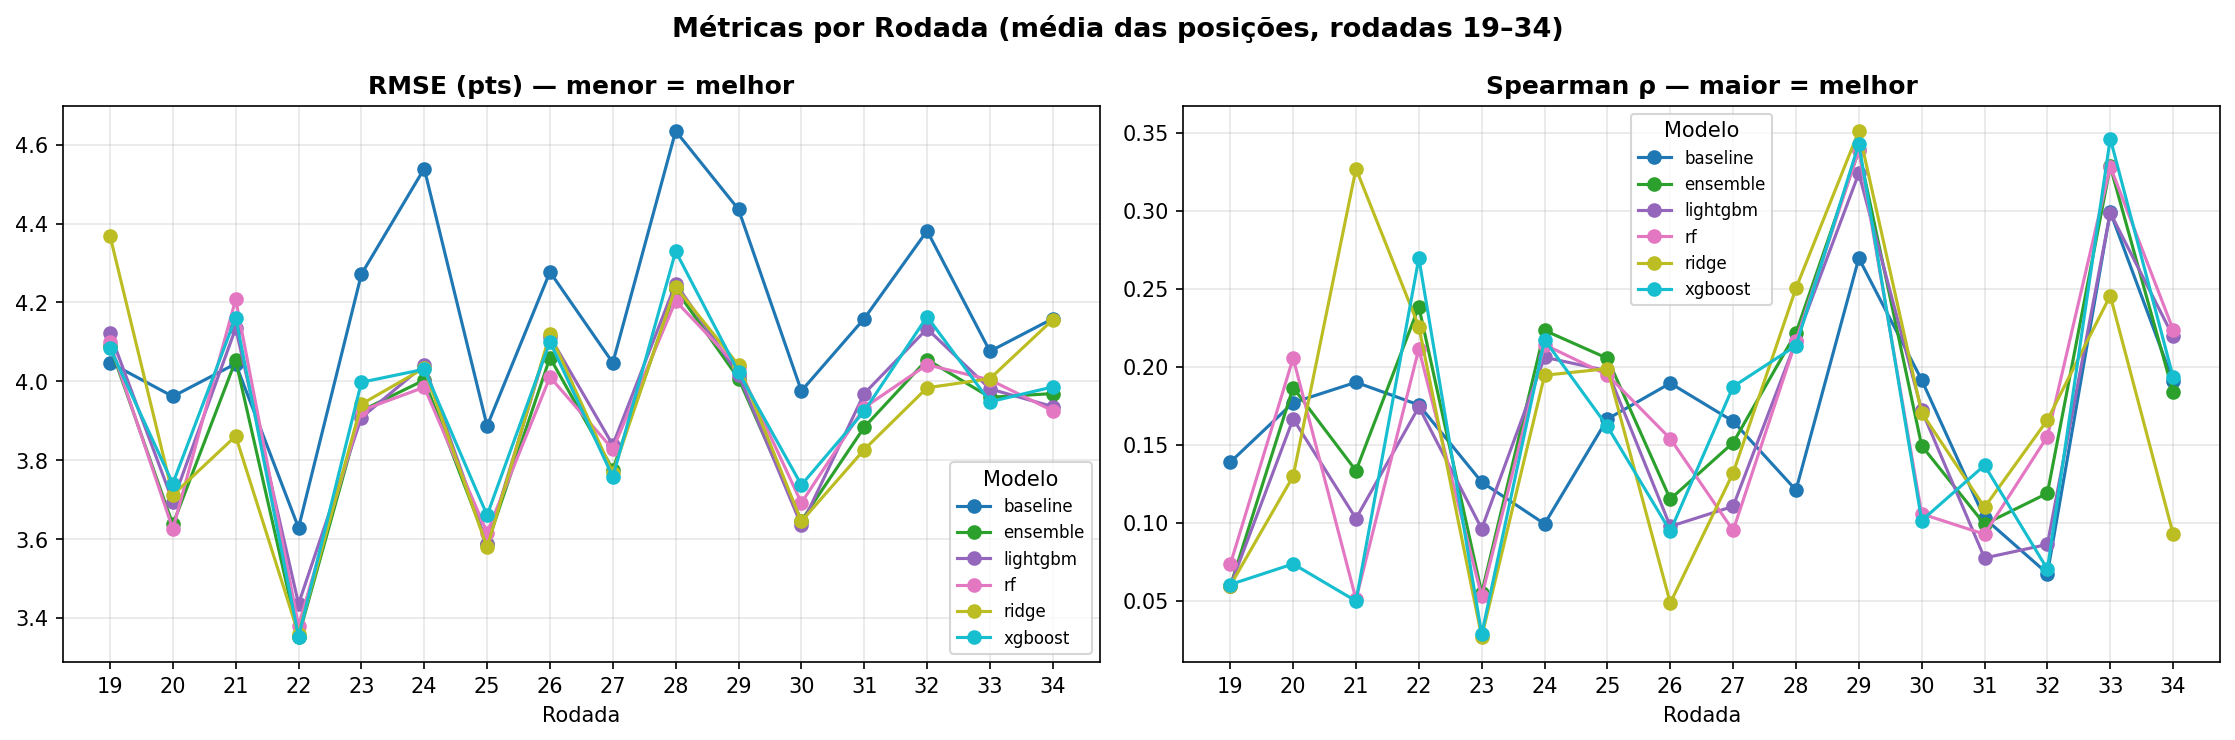 Métricas por Rodada (média das posições, rodadas 19–34)
RMSE (pts) — menor = melhor
4.6
4.4
4.2
4.0
3.8
3.6
3.4
Modelo
baseline
ensemble
lightgbm
rf
ridge
xgboost
19 20 21 22 23 24 25 26 27 28 29 30 31 32 33 34
Rodada
Spearman ρ — maior = melhor
0.35
0.30
0.25
0.20
0.15
0.10
0.05
Modelo
baseline
ensemble
lightgbm
rf
ridge
xgboost
19 20 21 22 23 24 25 26 27 28 29 30 31 32 33 34
Rodada